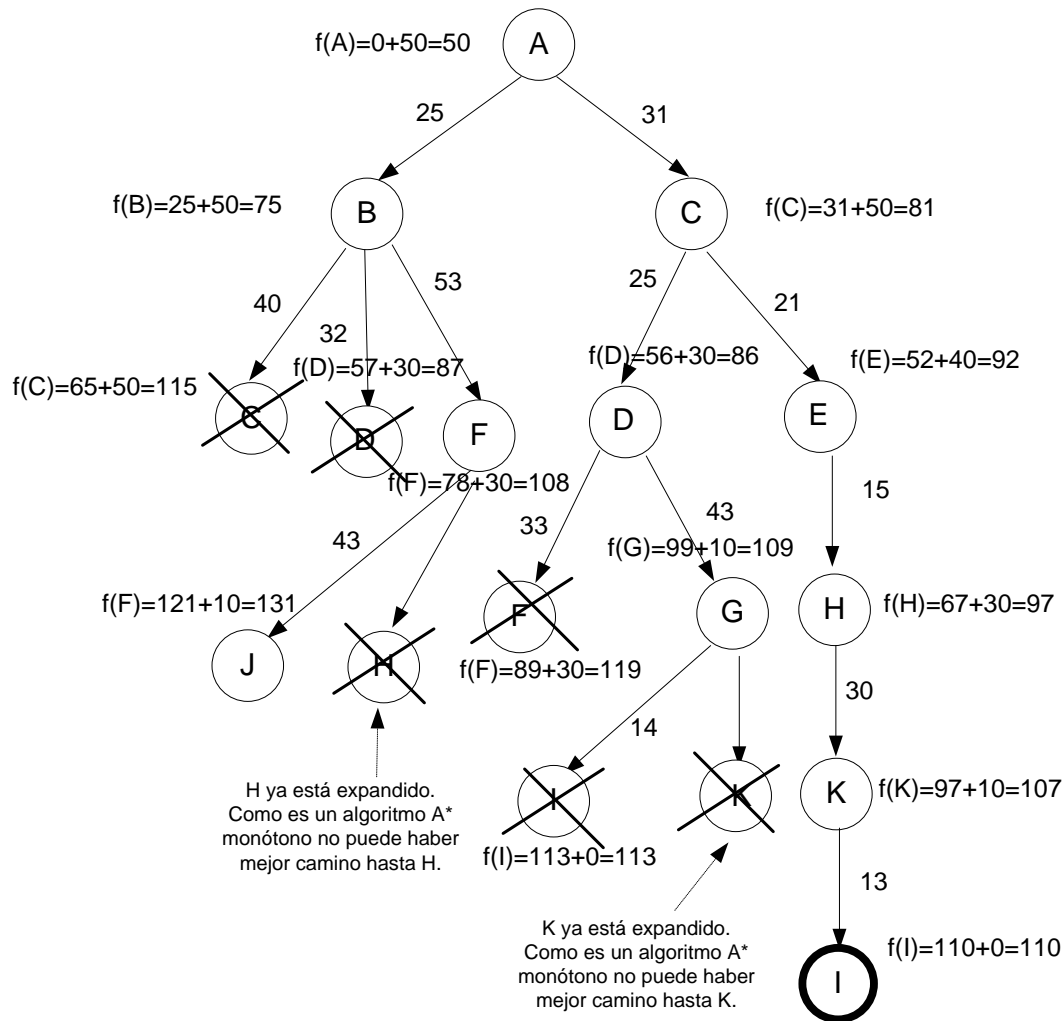 f(A)=0+50=50
A
25
31
f(B)=25+50=75
B
C
f(C)=31+50=81
40
32
53
25
21
f(C)=65+50=115
C
f(D)=57+30=87
D
F
f(F)=78+30=108
f(D)=56+30=86
D
E
f(E)=52+40=92
43
33
43
15
f(F)=121+10=131
J
H
F
f(F)=89+30=119
f(G)=99+10=109
G
H
f(H)=67+30=97
14
30
H ya está expandido.
Como es un algoritmo A*
monótono no puede haber
mejor camino hasta H.
I
f(I)=113+0=113
K
K
f(K)=97+10=107
13
K ya está expandido.
Como es un algoritmo A*
monótono no puede haber
mejor camino hasta K.
I
f(I)=110+0=110